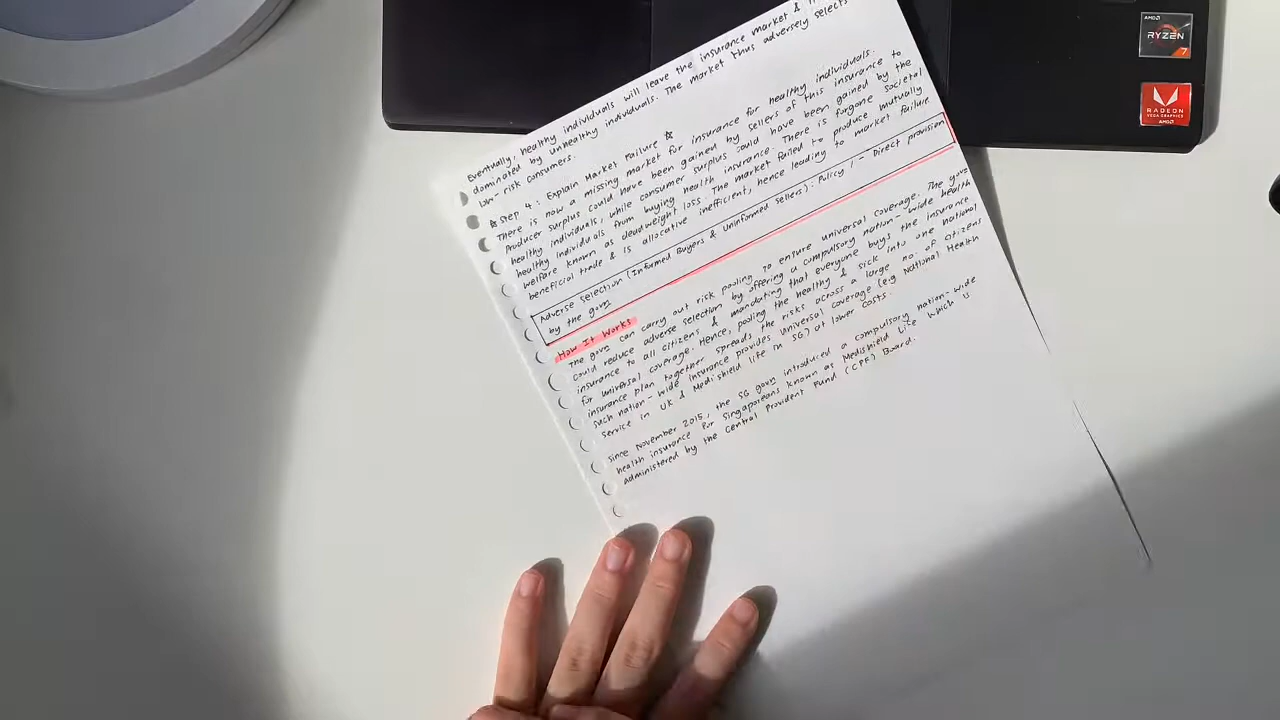 Eventually, healthy individuals will leave the insurance market & it
dominated by unhealthy individuals. The market thus adversely selects
low-risk consumers.
☆ Step 4: Explain Market Failure ☆
There is now a missing market for insurance for healthy individuals.
Producer surplus could have been gained by sellers of this insurance to
healthy individuals, while consumer surplus could have been gained by the
healthy individuals from buying health insurance. There is forgone societal
welfare known as deadweight loss. The market failed to produce mutually
beneficial trade & is allocative inefficient, hence leading to market failure.
Adverse Selection (Informed Buyers & Uninformed Sellers): Policy 1 - Direct provision
by the govn
How It Works
The govn can carry out risk pooling to ensure universal coverage. The govn
could reduce adverse selection by offering a compulsory nation-wide health
insurance to all citizens & mandating that everyone buys the insurance
for universal coverage. Hence, pooling the healthy & sick into one national
insurance plan together spreads the risks across a large no. of citizens
such nation-wide insurance provides universal coverage (e.g National Health
service in UK & Medishield life in SG) at lower costs.
Since November 2015, the SG govn introduced a compulsory nation-wide
health insurance for Singaporeans known as Medishield Life which is
administered by the Central Provident Fund (CPF) Board.
AMD
RYZEN
7
RADEON
VEGA GRAPHICS
AMD